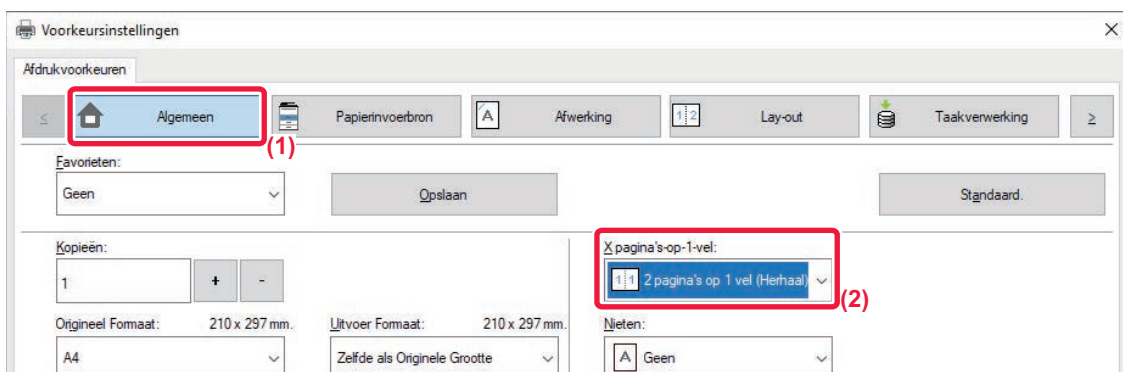 Voorkeursinstellingen
Afdrukvoorkeuren
< Algemeen Papierinvoerbron Afwerking Lay-out Taakverwerking >
(1)
Favorieten:
Geen Opslaan Standaard.
Kopieën: X pagina's-op-1-vel:
1 + - 2 pagina's op 1 vel (Herhaal)
(2)
Origineel Formaat: 210 x 297 mm. Uitvoer Formaat: 210 x 297 mm. Nieten:
A4 Zelfde als Originele Grootte Geen